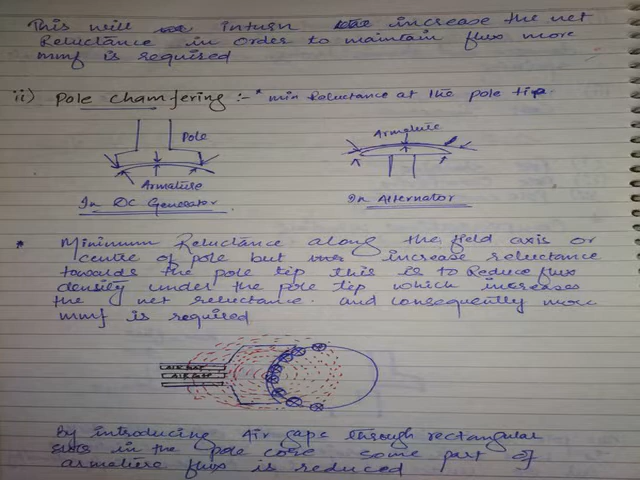 This will in turn increase the net
Reluctance in order to maintain flux more
mmf is required
ii) Pole chamfering :- * min Reluctance at the pole tip
Pole
Armature
In DC Generator
Armature
In Alternator
* Minimum Reluctance along the field axis or
centre of pole but increase reluctance
towards the pole tip this is to Reduce flux
density under the pole tip which increases
the net reluctance. and consequently more
mmf is required
AIR GAP
AIR GAP
By introducing Air gaps through rectangular
slots in the pole core some part of
armature flux is reduced